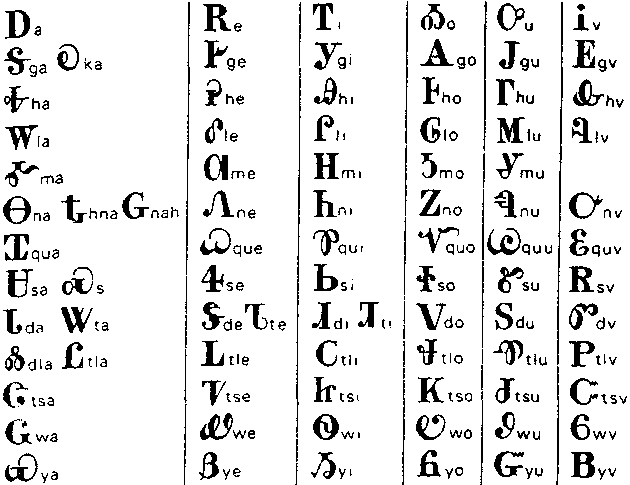 Ꭰa Ꭱe Ꭲi Ꭳo Ꭴu Ꭵv
Ꭶga Ꭷka Ꭸge Ꭹgi Ꭺgo Ꭻgu Ꭼgv
Ꭽha Ꭾhe Ꭿhi Ꮀho Ꮁhu Ꮂhv
Ꮃla Ꮄle Ꮅli Ꮆlo Ꮇlu Ꮈlv
Ꮉma Ꮊme Ꮋmi Ꮌmo Ꮍmu
Ꮎna Ꮏhna Ꮐnah Ꮑne Ꮒni Ꮓno Ꮔnu Ꮕnv
Ꮖqua Ꮗque Ꮘqui Ꮙquo Ꮚquu Ꮛquv
Ꮜsa Ꮝs Ꮞse Ꮟsi Ꮠso Ꮡsu Ꮢsv
Ꮣda Ꮤta Ꮥde Ꮦte Ꮧdi Ꮨti Ꮩdo Ꮪdu Ꮫdv
Ꮬdla Ꮭtla Ꮮtle Ꮯtli Ꮰtlo Ꮱtlu Ꮲtlv
Ꮳtsa Ꮴtse Ꮵtsi Ꮶtso Ꮷtsu Ꮸtsv
Ꮹwa Ꮺwe Ꮻwi Ꮼwo Ꮽwu Ꮾwv
Ꮿya Ᏸye Ᏹyi Ᏺyo Ᏻyu Ᏼyv